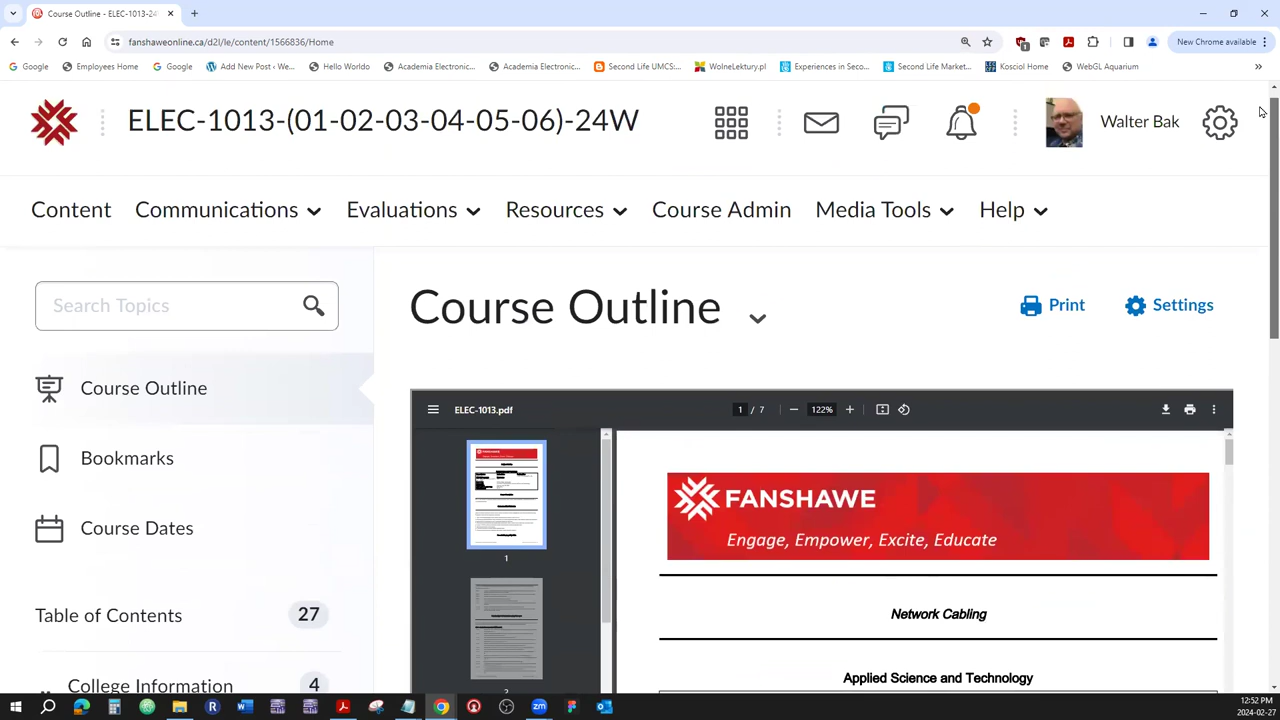 Course Outline - ELEC-1013-24W
fanshaweonline.ca/d2l/le/content/1566836/Home
New Chrome available
Google
Employees Home
Google
Add New Post ‹ We...
Hello Worldo
Academia Electronic...
Academia Electronic...
Second Life UMCS:...
WolneLektury.pl
Experiences in Seco...
Second Life Market...
Kosciol Home
WebGL Aquarium
»
ELEC-1013-(01-02-03-04-05-06)-24W
Walter Bak
Content Communications Evaluations Resources Course Admin Media Tools Help
Search Topics
Course Outline
Print
Settings
Course Outline
Bookmarks
Course Dates
Table of Contents 27
College Information 4
ELEC-1013.pdf
1 / 7
122%
1
2
FANSHAWE
Engage, Empower, Excite, Educate
Network Cabling
Applied Science and Technology
12:52 PM
2024-02-27